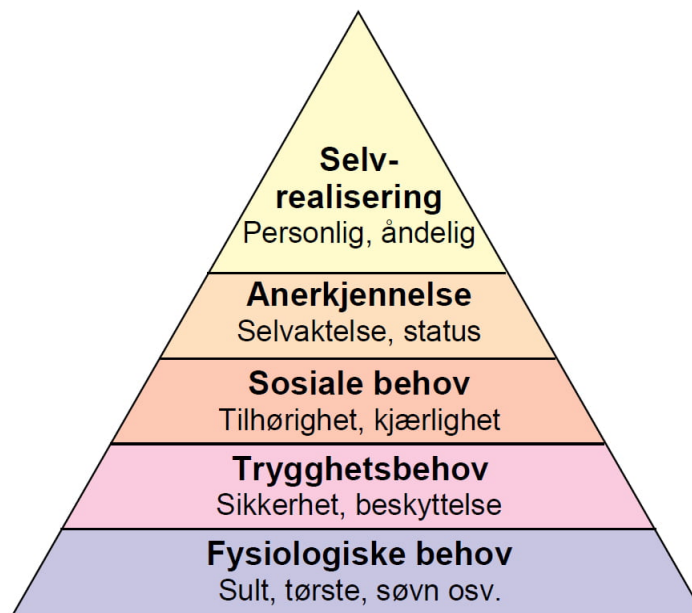 Selv-
realisering
Personlig, åndelig
Anerkjennelse
Selvaktelse, status
Sosiale behov
Tilhørighet, kjærlighet
Trygghetsbehov
Sikkerhet, beskyttelse
Fysiologiske behov
Sult, tørste, søvn osv.